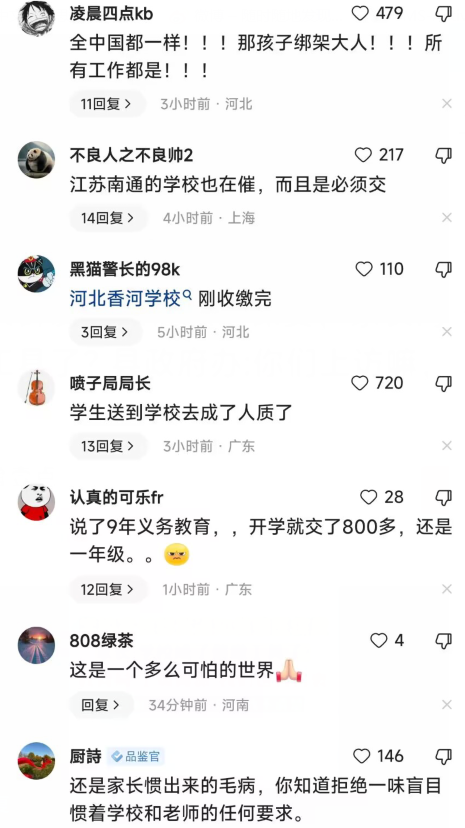 凌晨四点kb
479
全中国都一样！！！那孩子绑架大人！！！所
有工作都是！！！
11回复 >
3小时前 · 河北
不良人之不良帅2
217
江苏南通的学校也在催，而且是必须交
14回复 >
4小时前 · 上海
黑猫警长的98k
110
河北香河学校 刚收缴完
3回复 >
5小时前 · 河北
喷子局局长
720
学生送到学校去成了人质了
13回复 >
3小时前 · 广东
认真的可乐fr
28
说了9年义务教育，，开学就交了800多，还是
一年级。。
12回复 >
1小时前 · 广东
808绿茶
4
这是一个多么可怕的世界
回复 >
34分钟前 · 河南
厨詩 品鉴官
146
还是家长惯出来的毛病，你知道拒绝一味盲目
惯着学校和老师的任何要求。